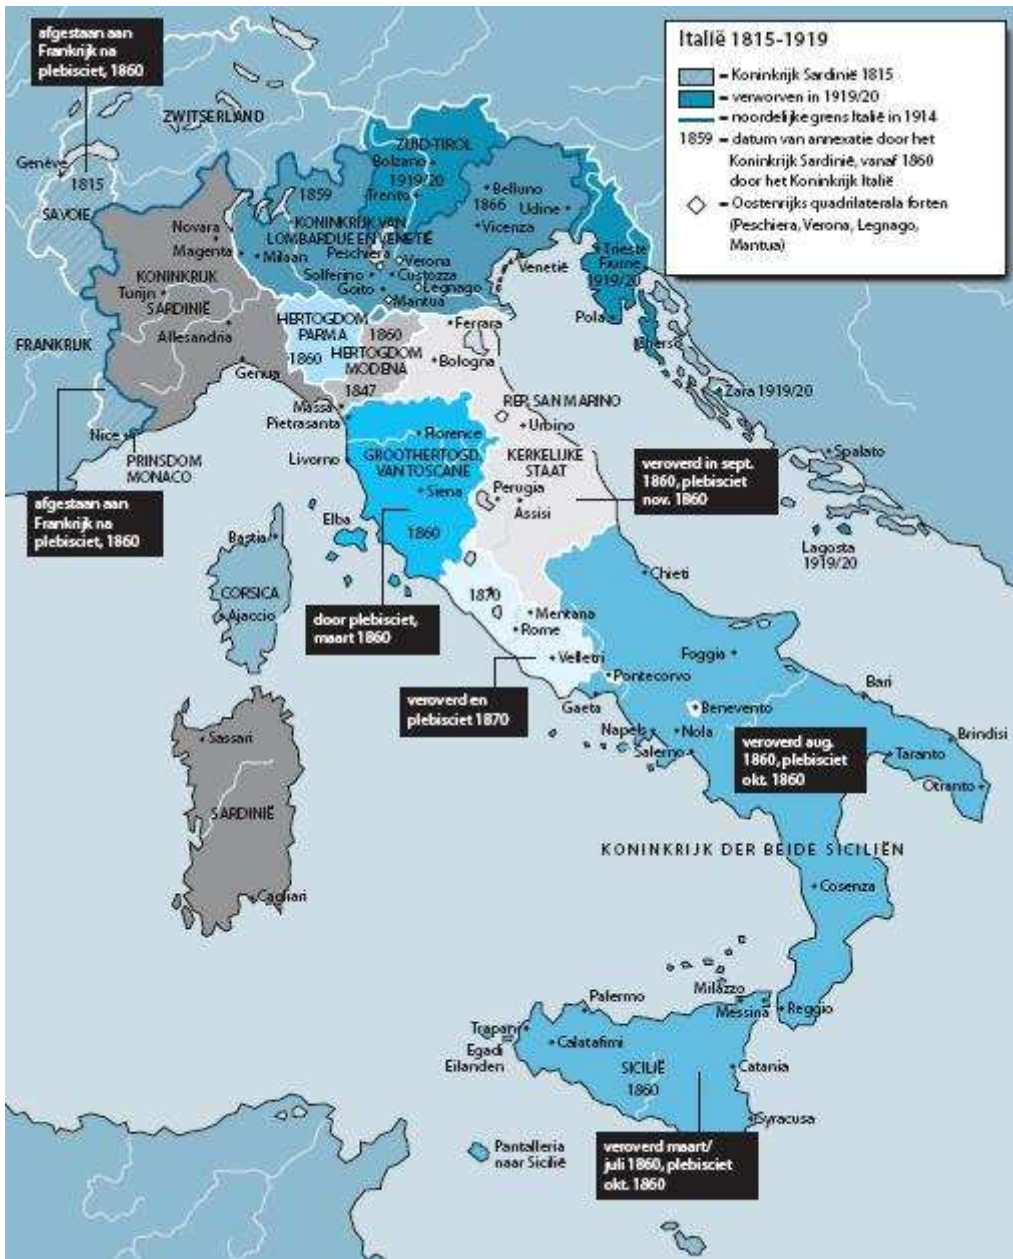 afgestaan aan
Frankrijk na
plebisciet, 1860
Italië 1815-1919
= Koninkrijk Sardinië 1815
= verworven in 1919/20
= noordelijke grens Italië in 1914
1859 = datum van annexatie door het
Koninkrijk Sardinië, vanaf 1860
door het Koninkrijk Italië
= Oostenrijks quadrilaterala forten
(Peschiera, Verona, Legnago,
Mantua)
ZWITSERLAND
Genève
1815
SAVOIE
ZUID-TIROL
Bolzano
1919/20
Trento
1859
Belluno
1866
Udine
Vicenza
KONINKRIJK VAN
LOMBARDIJE EN VENETIË
Novara
Magenta
Milaan
Peschiera
Verona
Solferino
Custozza
Goito
Legnago
Mantua
Venetië
Trieste
Fiume
1919/20
Pola
Cherso
Zara 1919/20
Spalato
Lagosta
1919/20
KONINKRIJK
SARDINIË
Turijn
Allesandria
Genua
FRANKRIJK
Nice
PRINSDOM
MONACO
HERTOGDOM
PARMA
1860
1860
HERTOGDOM
MODENA
1847
Massa
Pietrasanta
Livorno
Ferrara
Bologna
REP. SAN MARINO
Urbino
KERKELIJKE
STAAT
Perugia
Assisi
Florence
GROOTHERTOGD.
VAN TOSCANE
Siena
1860
Elba
veroverd in sept.
1860, plebisciet
nov. 1860
afgestaan aan
Frankrijk na
plebisciet, 1860
Bastia
CORSICA
Ajaccio
door plebisciet,
maart 1860
1870
Mentana
Rome
Velletri
veroverd en
plebisciet 1870
Chieti
Foggia
Pontecorvo
Gaeta
Benevento
Napels
Nola
Salerno
Bari
Brindisi
Taranto
Otranto
veroverd aug.
1860, plebisciet
okt. 1860
Sassari
SARDINIË
Cagliari
KONINKRIJK DER BEIDE SICILIËN
Cosenza
Milazzo
Messina
Reggio
Palermo
Trapani
Egadi
Eilanden
Calatafimi
SICILIË
1860
Catania
Syracusa
veroverd maart/
juli 1860, plebisciet
okt. 1860
Pantalleria
naar Sicilië